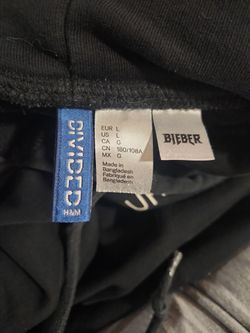 DIVIDED
H&M
EUR L
US L
CA G
CN 180/108A
MX G
Made in
Bangladesh
Fabriqué en
Bangladesh
BIEBER